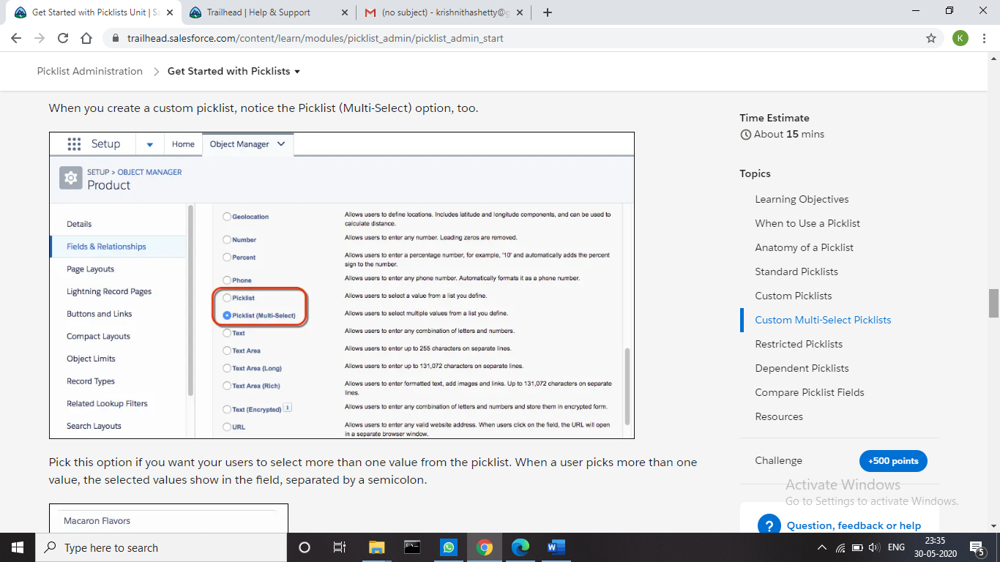 Get Started with Picklists Unit | Sa
Trailhead | Help & Support
(no subject) - krishnithashetty@g
trailhead.salesforce.com/content/learn/modules/picklist_admin/picklist_admin_start
K
Picklist Administration > Get Started with Picklists
When you create a custom picklist, notice the Picklist (Multi-Select) option, too.
Setup Home Object Manager
SETUP > OBJECT MANAGER
Product
Details
Fields & Relationships
Page Layouts
Lightning Record Pages
Buttons and Links
Compact Layouts
Object Limits
Record Types
Related Lookup Filters
Search Layouts
Geolocation Allows users to define locations. Includes latitude and longitude components, and can be used to
calculate distance.
Number Allows users to enter any number. Leading zeros are removed.
Percent Allows users to enter a percentage number, for example, '10' and automatically adds the percent
sign to the number.
Phone Allows users to enter any phone number. Automatically formats it as a phone number.
Picklist Allows users to select a value from a list you define.
Picklist (Multi-Select) Allows users to select multiple values from a list you define.
Text Allows users to enter any combination of letters and numbers.
Text Area Allows users to enter up to 255 characters on separate lines.
Text Area (Long) Allows users to enter up to 131,072 characters on separate lines.
Text Area (Rich) Allows users to enter formatted text, add images and links. Up to 131,072 characters on separate
lines.
Text (Encrypted) i Allows users to enter any combination of letters and numbers and store them in encrypted form.
URL Allows users to enter any valid website address. When users click on the field, the URL will open
in a separate browser window.
Pick this option if you want your users to select more than one value from the picklist. When a user picks more than one
value, the selected values show in the field, separated by a semicolon.
Macaron Flavors
Time Estimate
About 15 mins
Topics
Learning Objectives
When to Use a Picklist
Anatomy of a Picklist
Standard Picklists
Custom Picklists
Custom Multi-Select Picklists
Restricted Picklists
Dependent Picklists
Compare Picklist Fields
Resources
Challenge +500 points
Activate Windows
Go to Settings to activate Windows.
? Question, feedback or help
Type here to search
ENG
23:35
30-05-2020
5